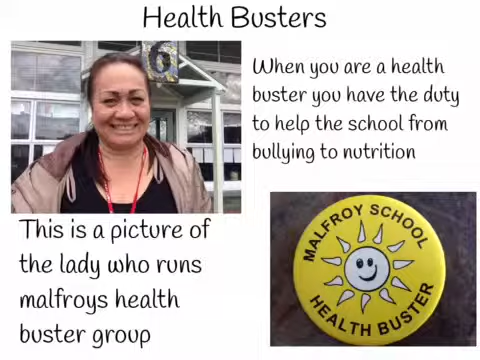 Health Busters
6
When you are a health
buster you have the duty
to help the school from
bullying to nutrition
This is a picture of
the lady who runs
malfroys health
buster group
MALFROY SCHOOL
HEALTH BUSTER